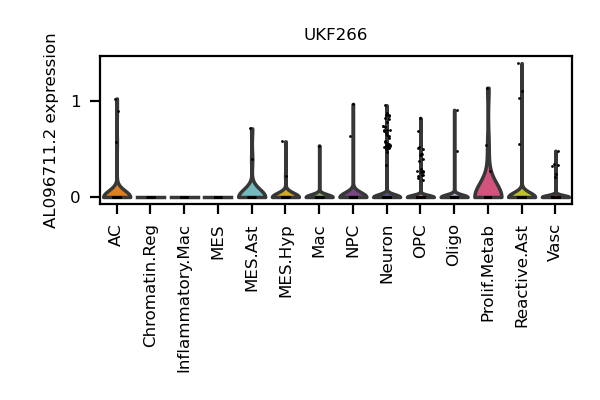 UKF266
AL096711.2 expression
1
0
AC
Chromatin.Reg
Inflammatory.Mac
MES
MES.Ast
MES.Hyp
Mac
NPC
Neuron
OPC
Oligo
Prolif.Metab
Reactive.Ast
Vasc